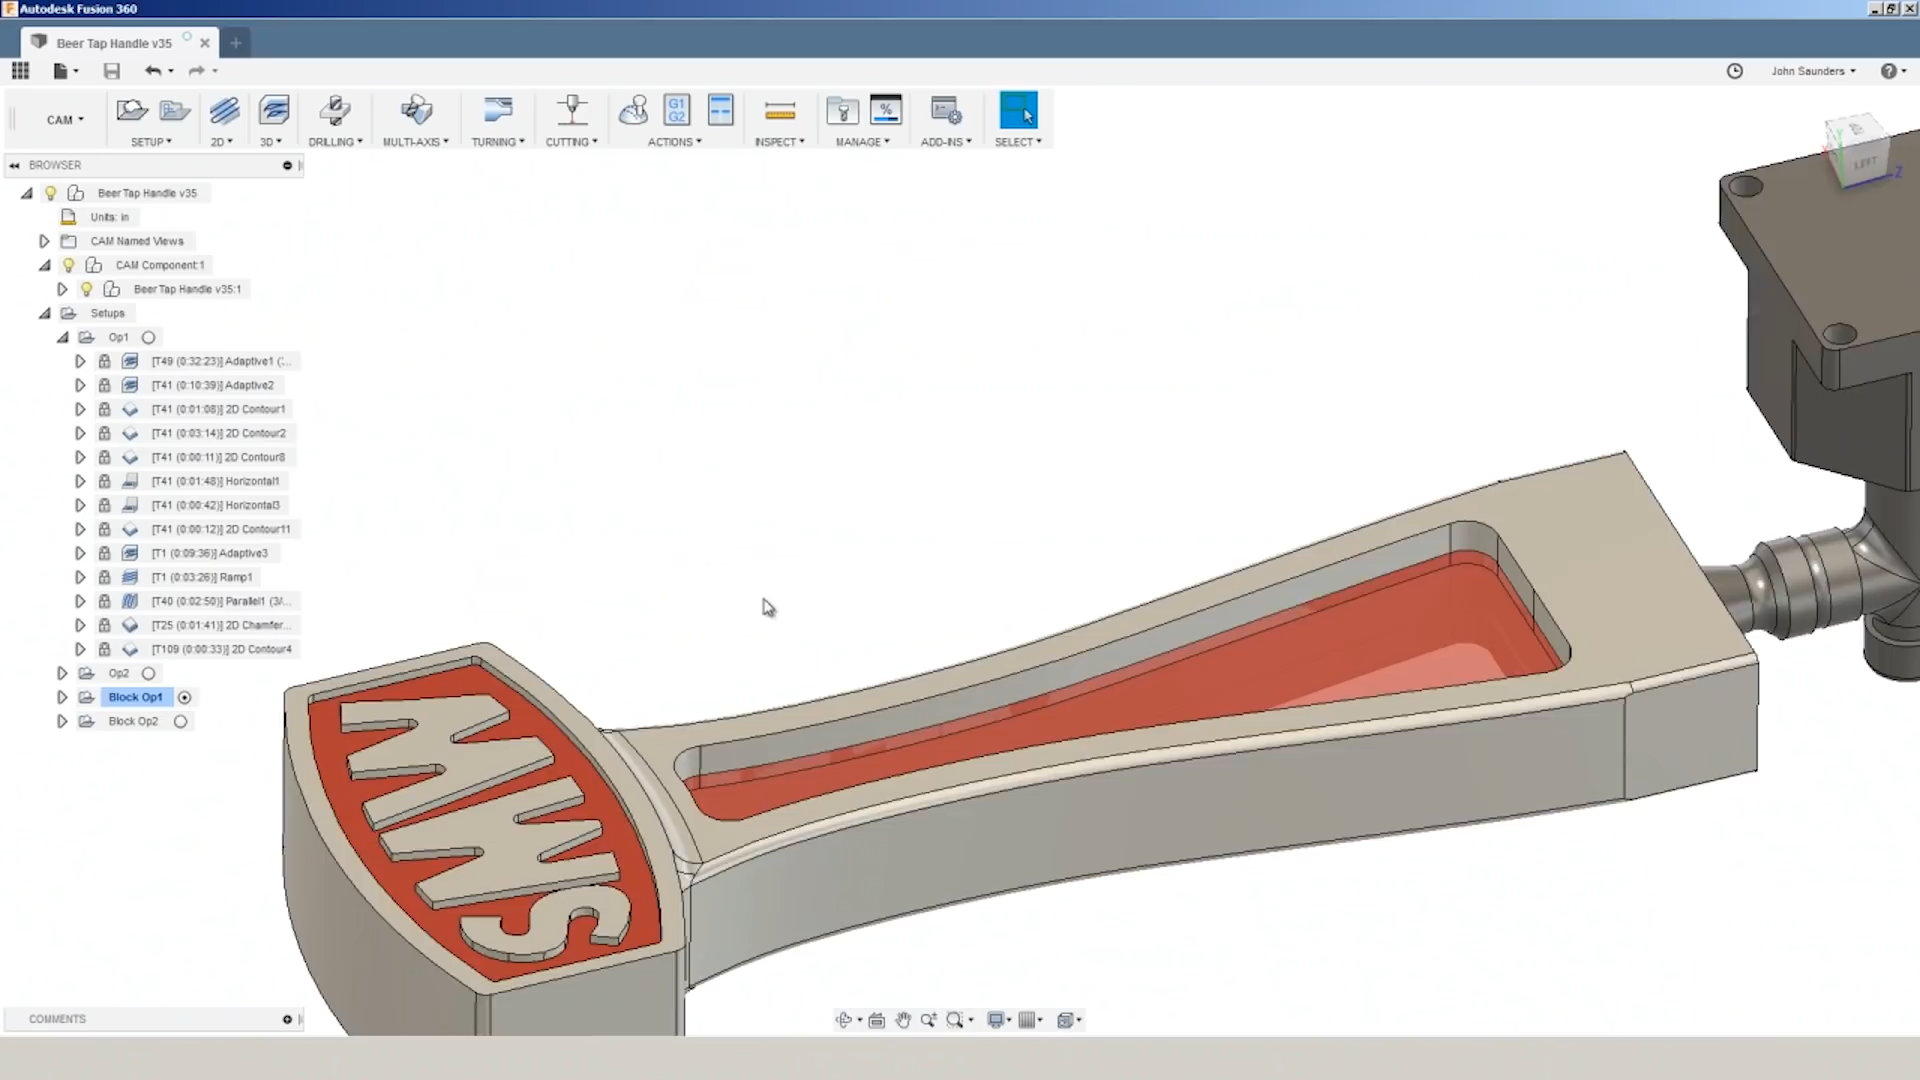 Autodesk Fusion 360
Beer Tap Handle v35
John Saunders
CAM
SETUP
2D
3D
DRILLING
MULTI-AXIS
TURNING
CUTTING
G1
G2
ACTIONS
INSPECT
%
MANAGE
ADD-INS
SELECT
LEFT
Z
BROWSER
Beer Tap Handle v35
Units: in
CAM Named Views
CAM Component:1
Beer Tap Handle v35:1
Setups
Op1
[T49 (0:32:23)] Adaptive1 (:...
[T41 (0:10:39)] Adaptive2
[T41 (0:01:08)] 2D Contour1
[T41 (0:03:14)] 2D Contour2
[T41 (0:00:11)] 2D Contour8
[T41 (0:01:48)] Horizontal1
[T41 (0:00:42)] Horizontal3
[T41 (0:00:12)] 2D Contour11
[T1 (0:09:36)] Adaptive3
[T1 (0:03:26)] Ramp1
[T40 (0:02:50)] Parallel1 (3/...
[T25 (0:01:41)] 2D Chamfer...
[T109 (0:00:33)] 2D Contour4
Op2
Block Op1
Block Op2
COMMENTS